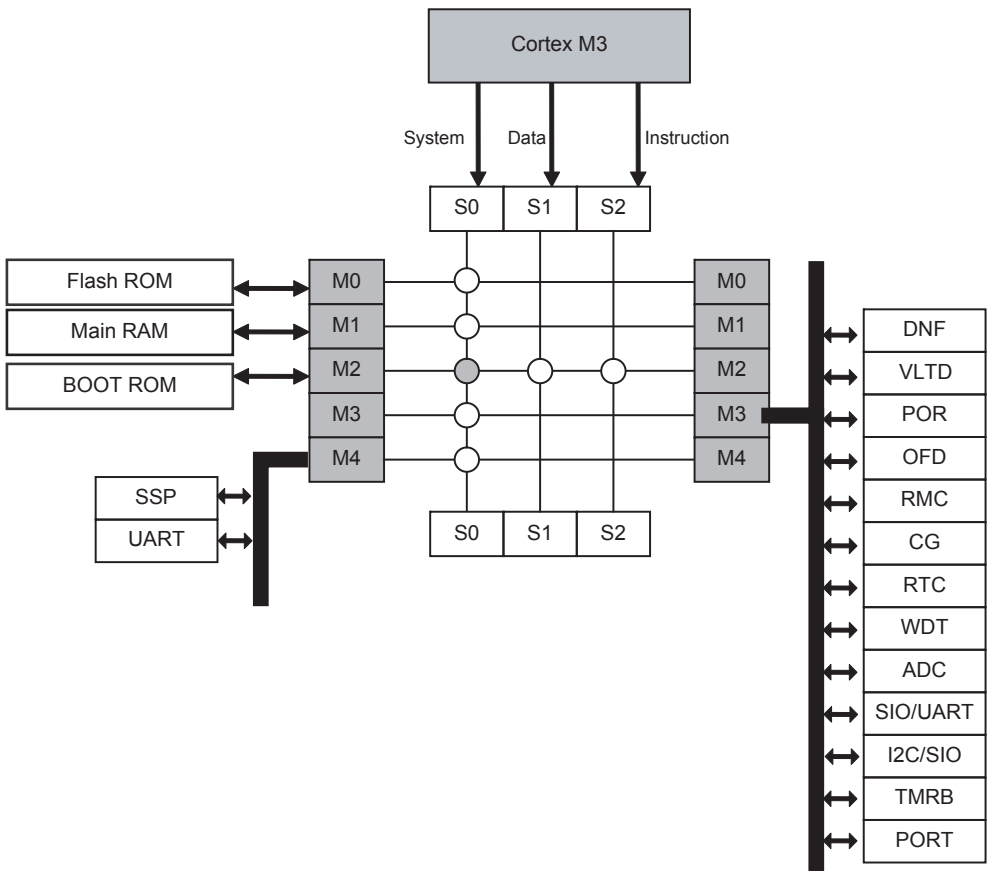 Cortex M3
System Data Instruction
S0 S1 S2
Flash ROM M0 M0
Main RAM M1 M1
BOOT ROM M2 M2
M3 M3
M4 M4
SSP
UART
S0 S1 S2
DNF
VLTD
POR
OFD
RMC
CG
RTC
WDT
ADC
SIO/UART
I2C/SIO
TMRB
PORT